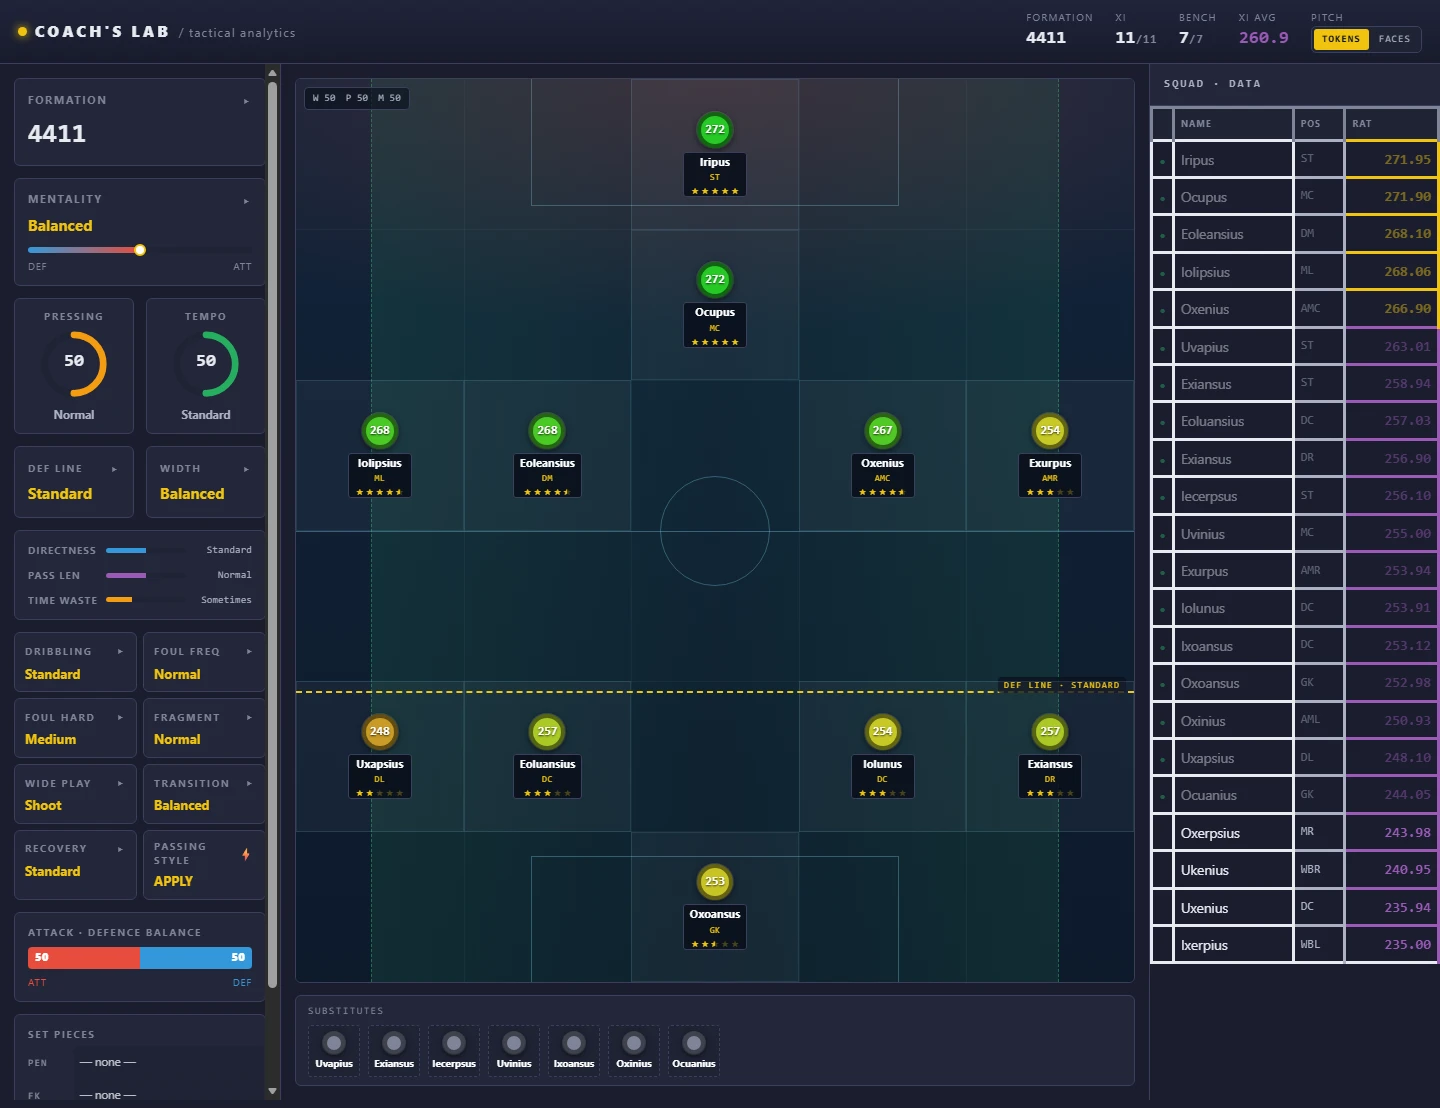 COACH'S LAB / tactical analytics
FORMATION XI BENCH XI AVG PITCH
4411 11/11 7/7 260.9 TOKENS FACES
FORMATION
4411
MENTALITY
Balanced
DEF ATT
PRESSING TEMPO
50 50
Normal Standard
DEF LINE WIDTH
Standard Balanced
DIRECTNESS Standard
PASS LEN Normal
TIME WASTE Sometimes
DRIBBLING FOUL FREQ
Standard Normal
FOUL HARD FRAGMENT
Medium Normal
WIDE PLAY TRANSITION
Shoot Balanced
RECOVERY PASSING STYLE
Standard APPLY
ATTACK · DEFENCE BALANCE
50 50
ATT DEF
SET PIECES
PEN — none —
FK — none —
W 50 P 50 M 50
272
Iripus
ST
272
Ocupus
MC
268 268 267 254
Iolipsius Eoleansius Oxenius Exurpus
ML DM AMC AMR
DEF LINE · STANDARD
248 257 254 257
Uxapsius Eoluansius Iolunus Exiansus
DL DC DC DR
253
Oxoansus
GK
SUBSTITUTES
Uvapius Exiansus Iecerpsus Uvinius Ixoansus Oxinius Ocuanius
SQUAD · DATA
NAME POS RAT
Iripus ST 271.95
Ocupus MC 271.90
Eoleansius DM 268.10
Iolipsius ML 268.06
Oxenius AMC 266.90
Uvapius ST 263.01
Exiansus ST 258.94
Eoluansius DC 257.03
Exiansus DR 256.90
Iecerpsus ST 256.10
Uvinius MC 255.00
Exurpus AMR 253.94
Iolunus DC 253.91
Ixoansus DC 253.12
Oxoansus GK 252.98
Oxinius AML 250.93
Uxapsius DL 248.10
Ocuanius GK 244.05
Oxerpsius MR 243.98
Ukenius WBR 240.95
Uxenius DC 235.94
Ixerpius WBL 235.00